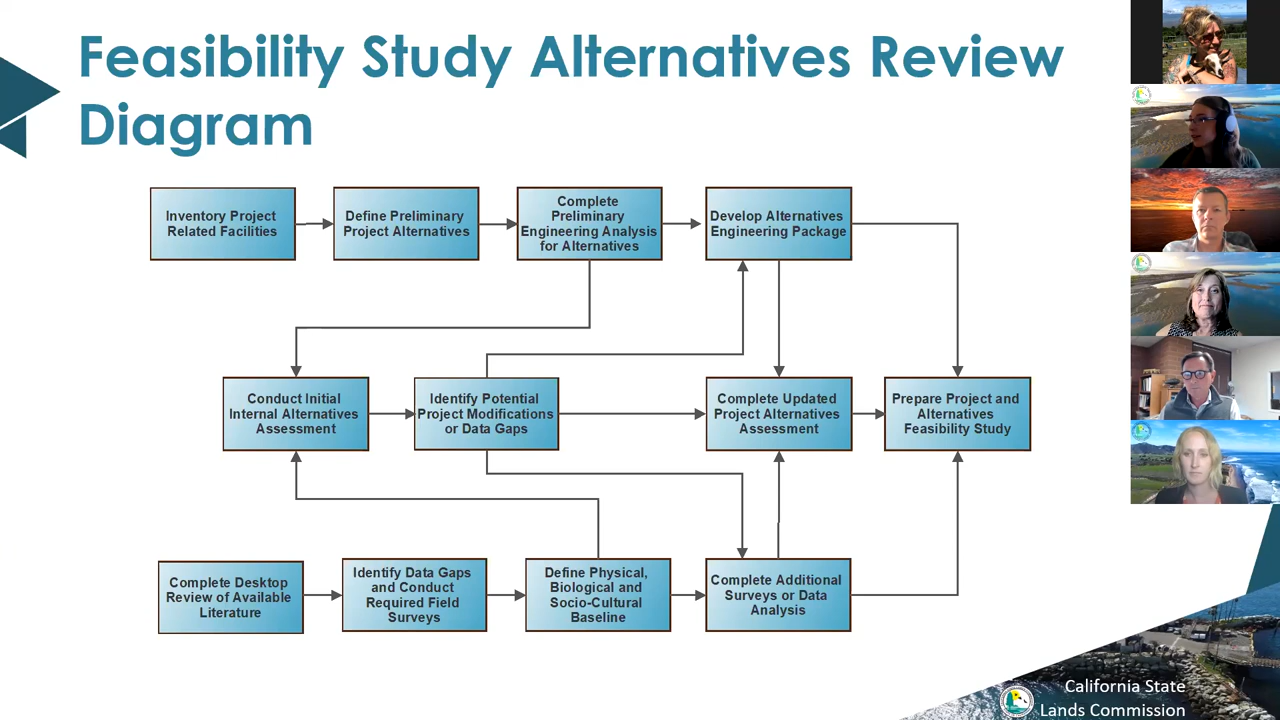 Feasibility Study Alternatives Review
Diagram
Inventory Project
Related Facilities
Define Preliminary
Project Alternatives
Complete
Preliminary
Engineering Analysis
for Alternatives
Develop Alternatives
Engineering Package
Conduct Initial
Internal Alternatives
Assessment
Identify Potential
Project Modifications
or Data Gaps
Complete Updated
Project Alternatives
Assessment
Prepare Project and
Alternatives
Feasibility Study
Complete Desktop
Review of Available
Literature
Identify Data Gaps
and Conduct
Required Field
Surveys
Define Physical,
Biological and
Socio-Cultural
Baseline
Complete Additional
Surveys or Data
Analysis
California State
Lands Commission